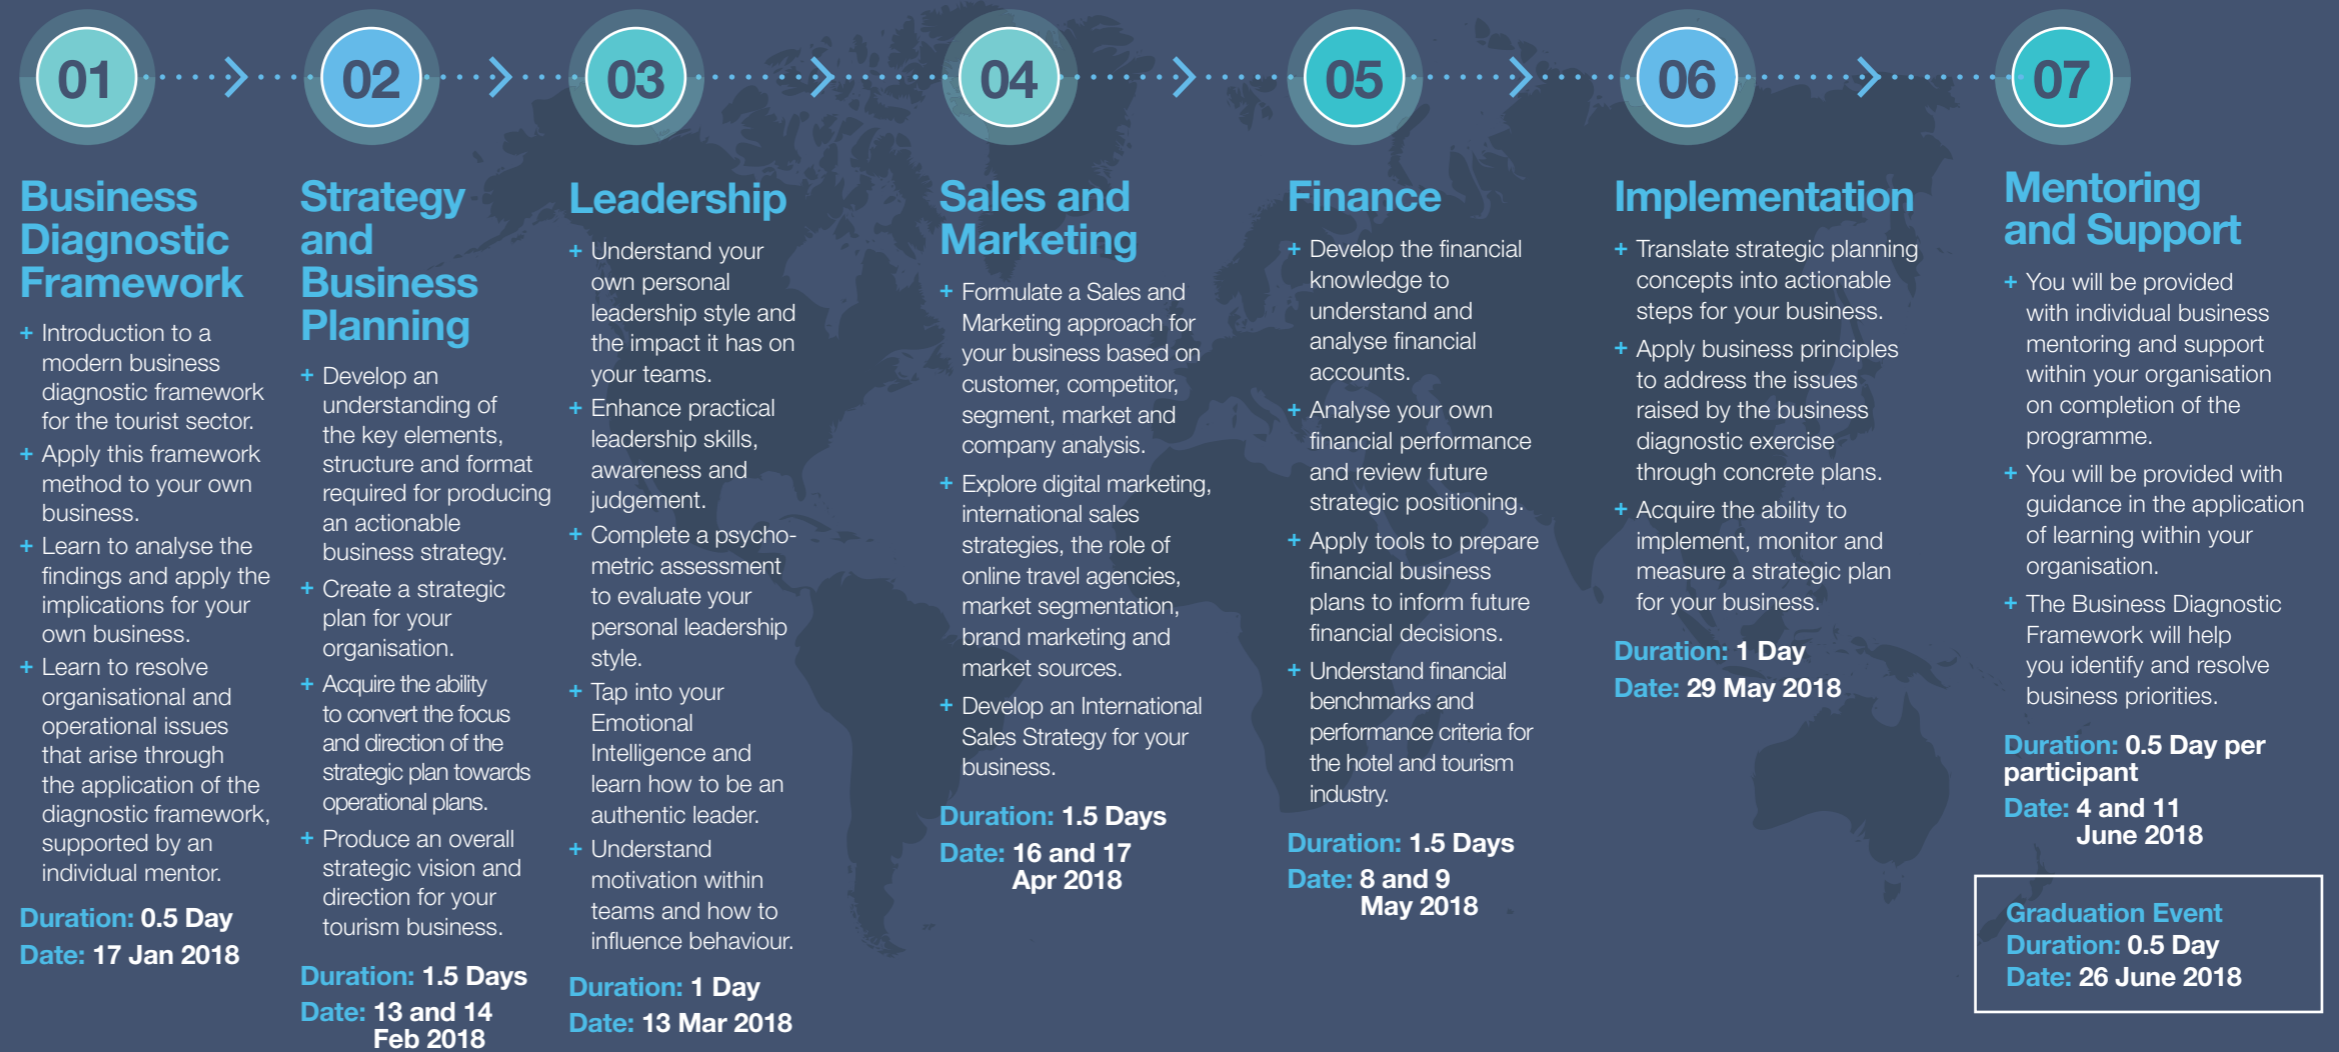 01
02
03
04
05
06
07
Business
Diagnostic
Framework
+ Introduction to a
modern business
diagnostic framework
for the tourist sector.
+ Apply this framework
method to your own
business.
+ Learn to analyse the
findings and apply the
implications for your
own business.
+ Learn to resolve
organisational and
operational issues
that arise through
the application of the
diagnostic framework,
supported by an
individual mentor.
Duration: 0.5 Day
Date: 17 Jan 2018
Strategy
and
Business
Planning
+ Develop an
understanding of
the key elements,
structure and format
required for producing
an actionable
business strategy.
+ Create a strategic
plan for your
organisation.
+ Acquire the ability
to convert the focus
and direction of the
strategic plan towards
operational plans.
+ Produce an overall
strategic vision and
direction for your
tourism business.
Duration: 1.5 Days
Date: 13 and 14
Feb 2018
Leadership
+ Understand your
own personal
leadership style and
the impact it has on
your teams.
+ Enhance practical
leadership skills,
awareness and
judgement.
+ Complete a psycho-
metric assessment
to evaluate your
personal leadership
style.
+ Tap into your
Emotional
Intelligence and
learn how to be an
authentic leader.
+ Understand
motivation within
teams and how to
influence behaviour.
Duration: 1 Day
Date: 13 Mar 2018
Sales and
Marketing
+ Formulate a Sales and
Marketing approach for
your business based on
customer, competitor,
segment, market and
company analysis.
+ Explore digital marketing,
international sales
strategies, the role of
online travel agencies,
market segmentation,
brand marketing and
market sources.
+ Develop an International
Sales Strategy for your
business.
Duration: 1.5 Days
Date: 16 and 17
Apr 2018
Finance
+ Develop the financial
knowledge to
understand and
analyse financial
accounts.
+ Analyse your own
financial performance
and review future
strategic positioning.
+ Apply tools to prepare
financial business
plans to inform future
financial decisions.
+ Understand financial
benchmarks and
performance criteria for
the hotel and tourism
industry.
Duration: 1.5 Days
Date: 8 and 9
May 2018
Implementation
+ Translate strategic planning
concepts into actionable
steps for your business.
+ Apply business principles
to address the issues
raised by the business
diagnostic exercise
through concrete plans.
+ Acquire the ability to
implement, monitor and
measure a strategic plan
for your business.
Duration: 1 Day
Date: 29 May 2018
Mentoring
and Support
+ You will be provided
with individual business
mentoring and support
within your organisation
on completion of the
programme.
+ You will be provided with
guidance in the application
of learning within your
organisation.
+ The Business Diagnostic
Framework will help
you identify and resolve
business priorities.
Duration: 0.5 Day per
participant
Date: 4 and 11
June 2018
Graduation Event
Duration: 0.5 Day
Date: 26 June 2018